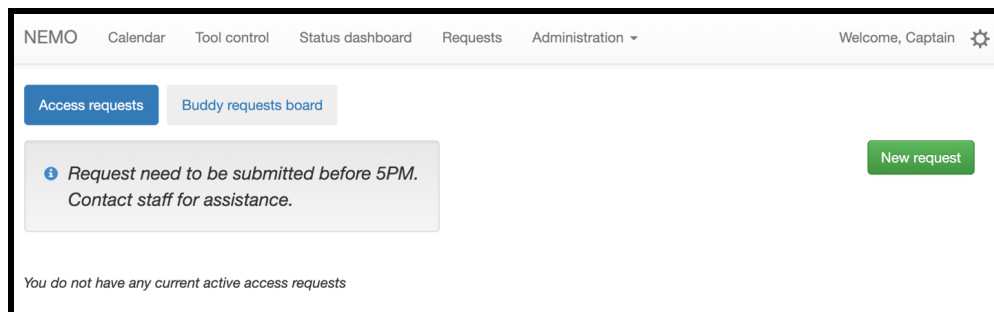 NEMO Calendar Tool control Status dashboard Requests Administration Welcome, Captain
Access requests Buddy requests board
Request need to be submitted before 5PM.
Contact staff for assistance.
New request
You do not have any current active access requests